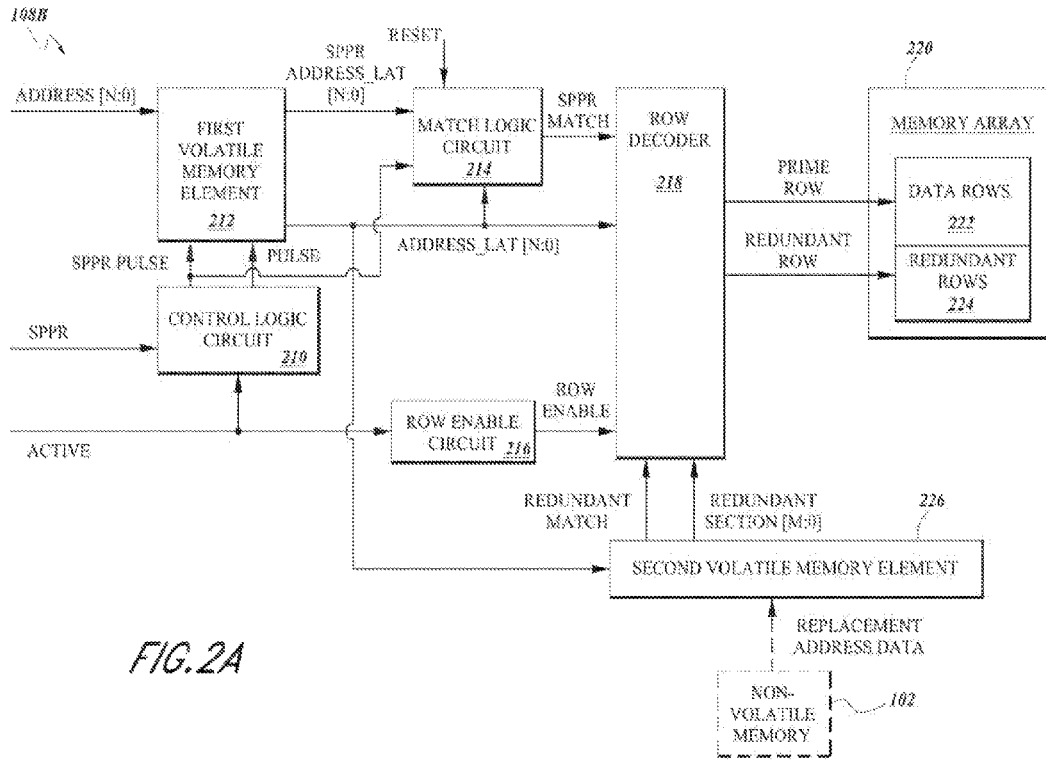 108B
RESET
220
ADDRESS [N:0]
SPPR
ADDRESS_LAT
[N:0]
FIRST
VOLATILE
MEMORY
ELEMENT
212
MATCH LOGIC
CIRCUIT
214
SPPR
MATCH
ROW
DECODER
218
MEMORY ARRAY
PRIME
ROW
DATA ROWS
222
ADDRESS_LAT [N:0]
REDUNDANT
ROW
REDUNDANT
ROWS
224
SPPR PULSE
PULSE
SPPR
CONTROL LOGIC
CIRCUIT
210
ACTIVE
ROW ENABLE
CIRCUIT
216
ROW
ENABLE
REDUNDANT
MATCH
REDUNDANT
SECTION [M:0]
226
SECOND VOLATILE MEMORY ELEMENT
REPLACEMENT
ADDRESS DATA
FIG.2A
NON-
VOLATILE
MEMORY
102